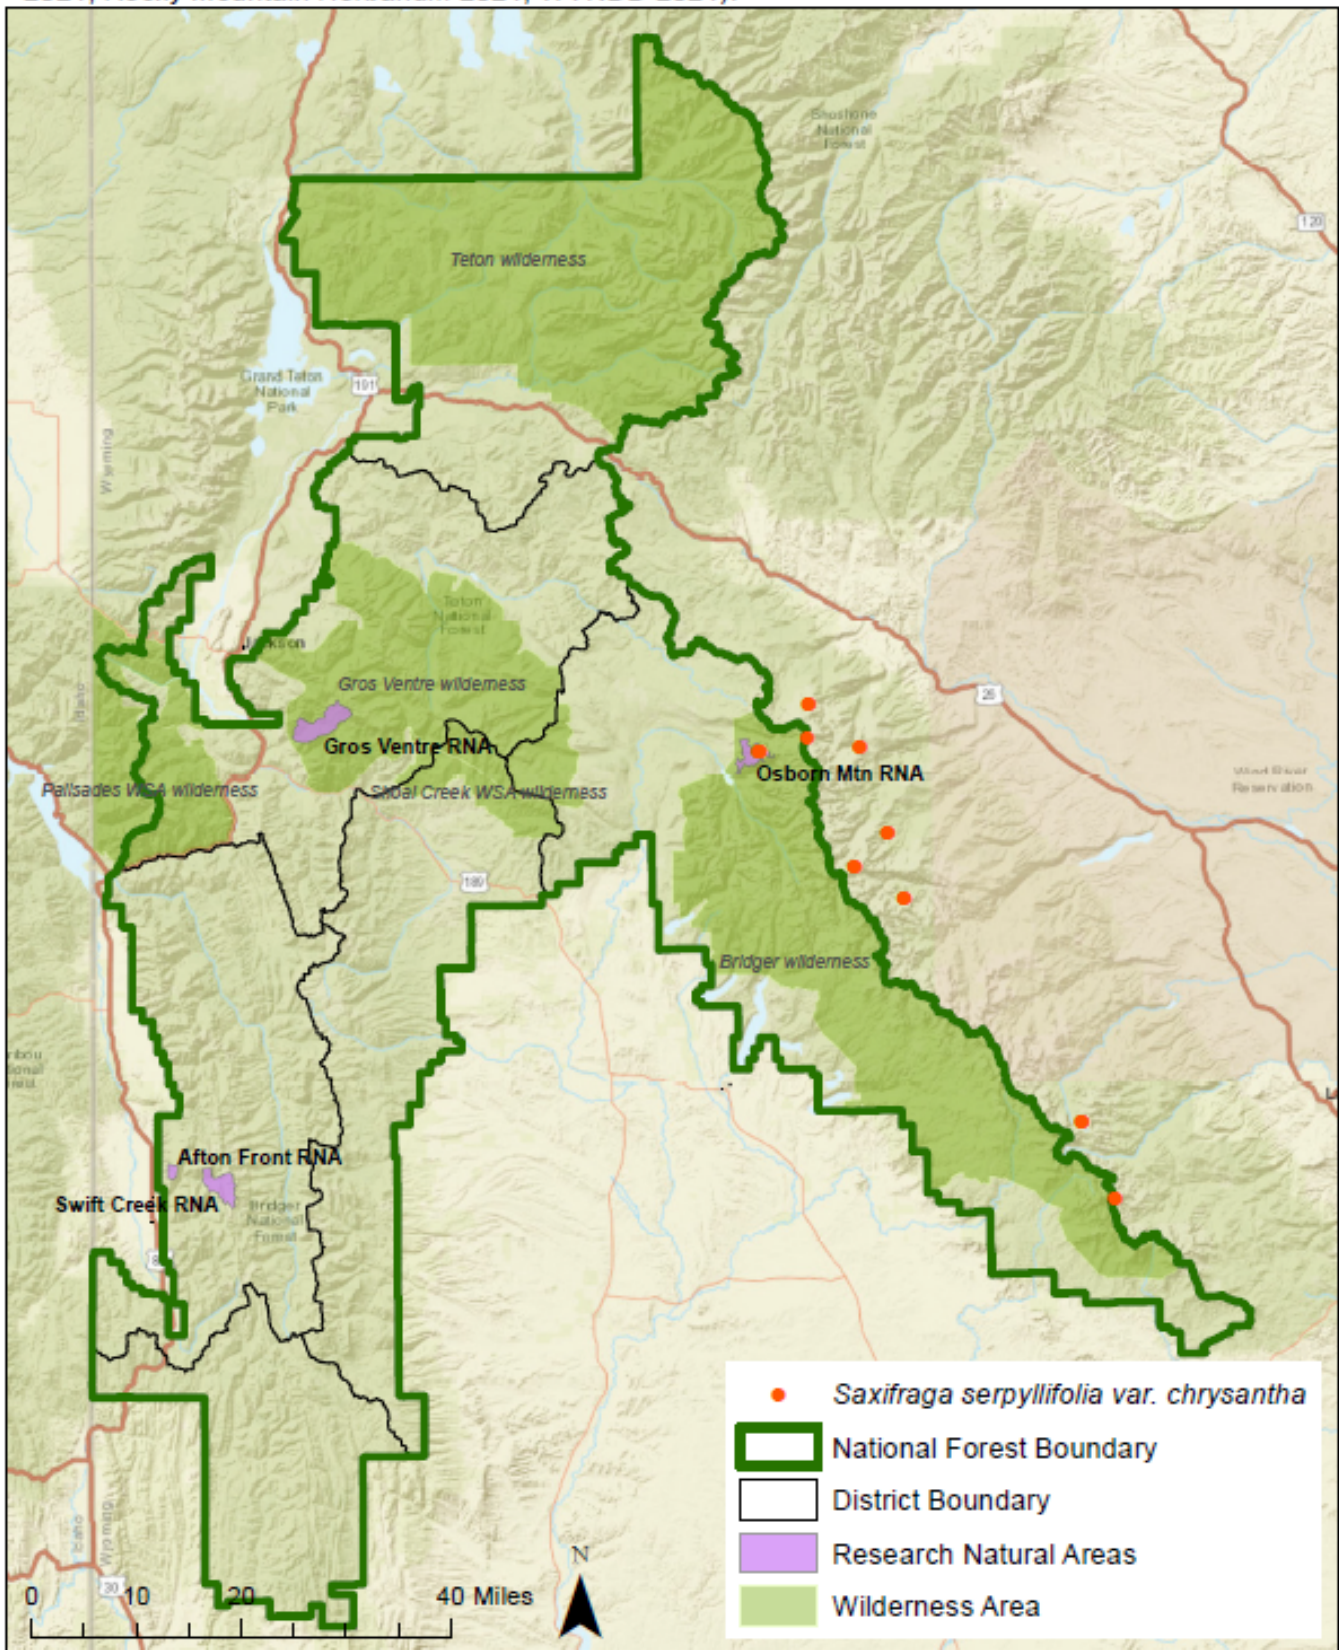 Shoshone
National
Forest
120
Teton wilderness
Grand Teton
National
Park
191
Wyoming
Teton
National
Forest
Jackson
26
Idaho
Gros Ventre wilderness
Gros Ventre RNA
Osborn Mtn RNA
Wind River
Reservation
Palisades WSA wilderness
Shoal Creek WSA wilderness
189
Bridger wilderness
Afton Front RNA
Swift Creek RNA
Bridger
National
Forest
Saxifraga serpyllifolia var. chrysantha
National Forest Boundary
District Boundary
Research Natural Areas
Wilderness Area
Idaho
Wyoming
30
0 10 20 40 Miles
N